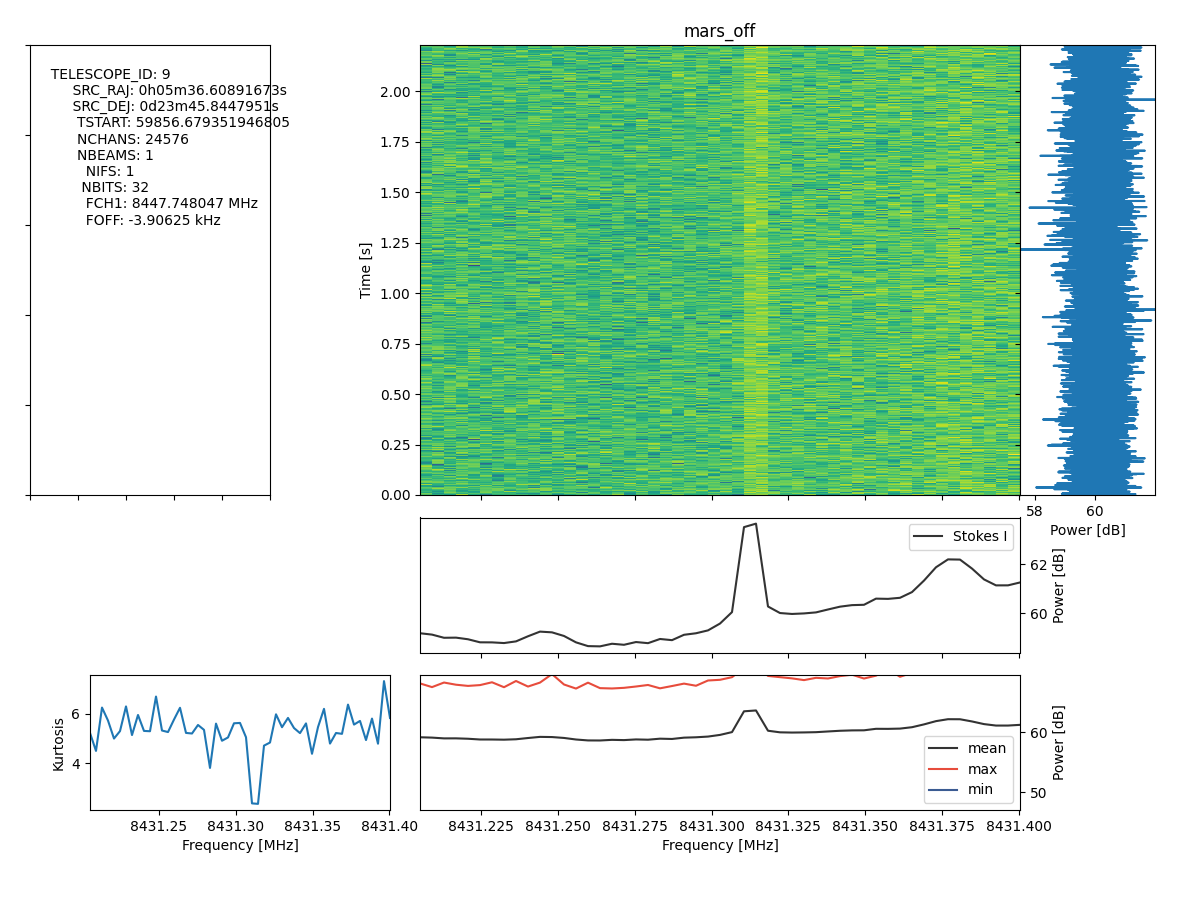 mars_off
TELESCOPE_ID: 9
SRC_RAJ: 0h05m36.60891673s
SRC_DEJ: 0d23m45.8447951s
TSTART: 59856.679351946805
NCHANS: 24576
NBEAMS: 1
NIFS: 1
NBITS: 32
FCH1: 8447.748047 MHz
FOFF: -3.90625 kHz
Time [s]
2.00
1.75
1.50
1.25
1.00
0.75
0.50
0.25
0.00
58 60
Power [dB]
Stokes I
62
60
Power [dB]
Kurtosis
6
4
8431.25 8431.30 8431.35 8431.40
Frequency [MHz]
mean
max
min
60
50
Power [dB]
8431.225 8431.250 8431.275 8431.300 8431.325 8431.350 8431.375 8431.400
Frequency [MHz]